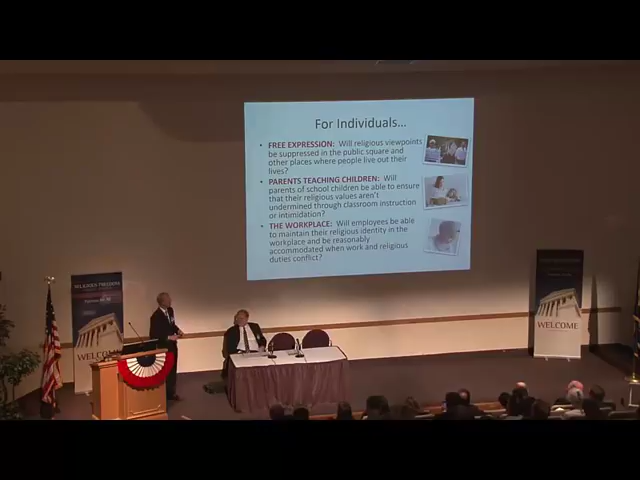 For Individuals...
• FREE EXPRESSION: Will religious viewpoints
be suppressed in the public square and
other places where people live out their
lives?
• PARENTS TEACHING CHILDREN: Will
parents of school children be able to ensure
that their religious values aren't
undermined through classroom instruction
or intimidation?
• THE WORKPLACE: Will employees be able
to maintain their religious identity in the
workplace and be reasonably
accommodated when work and religious
duties conflict?
RELIGIOUS FREEDOM
WELCOME
WELCOME